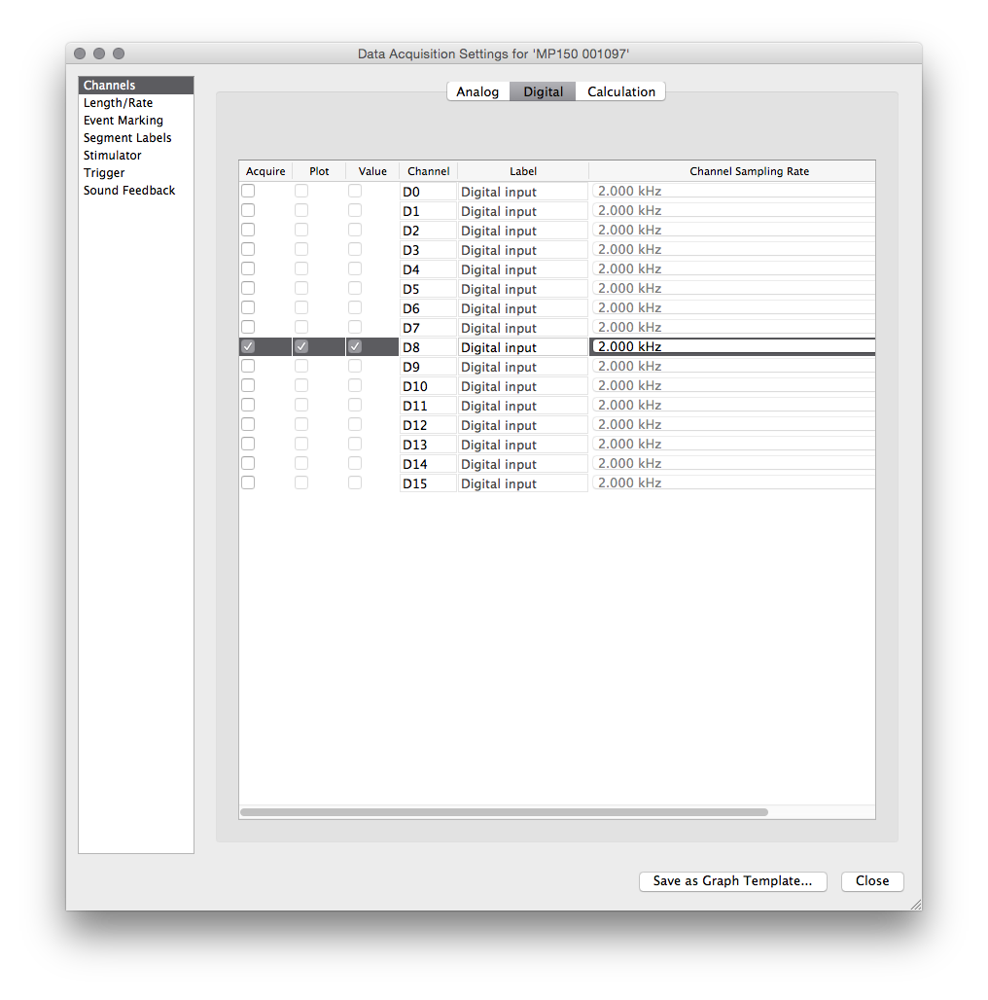 Data Acquisition Settings for 'MP150 001097'
Channels
Length/Rate
Event Marking
Segment Labels
Stimulator
Trigger
Sound Feedback
Analog Digital Calculation
Acquire Plot Value Channel Label Channel Sampling Rate
D0 Digital input 2.000 kHz
D1 Digital input 2.000 kHz
D2 Digital input 2.000 kHz
D3 Digital input 2.000 kHz
D4 Digital input 2.000 kHz
D5 Digital input 2.000 kHz
D6 Digital input 2.000 kHz
D7 Digital input 2.000 kHz
D8 Digital input 2.000 kHz
D9 Digital input 2.000 kHz
D10 Digital input 2.000 kHz
D11 Digital input 2.000 kHz
D12 Digital input 2.000 kHz
D13 Digital input 2.000 kHz
D14 Digital input 2.000 kHz
D15 Digital input 2.000 kHz
Save as Graph Template... Close